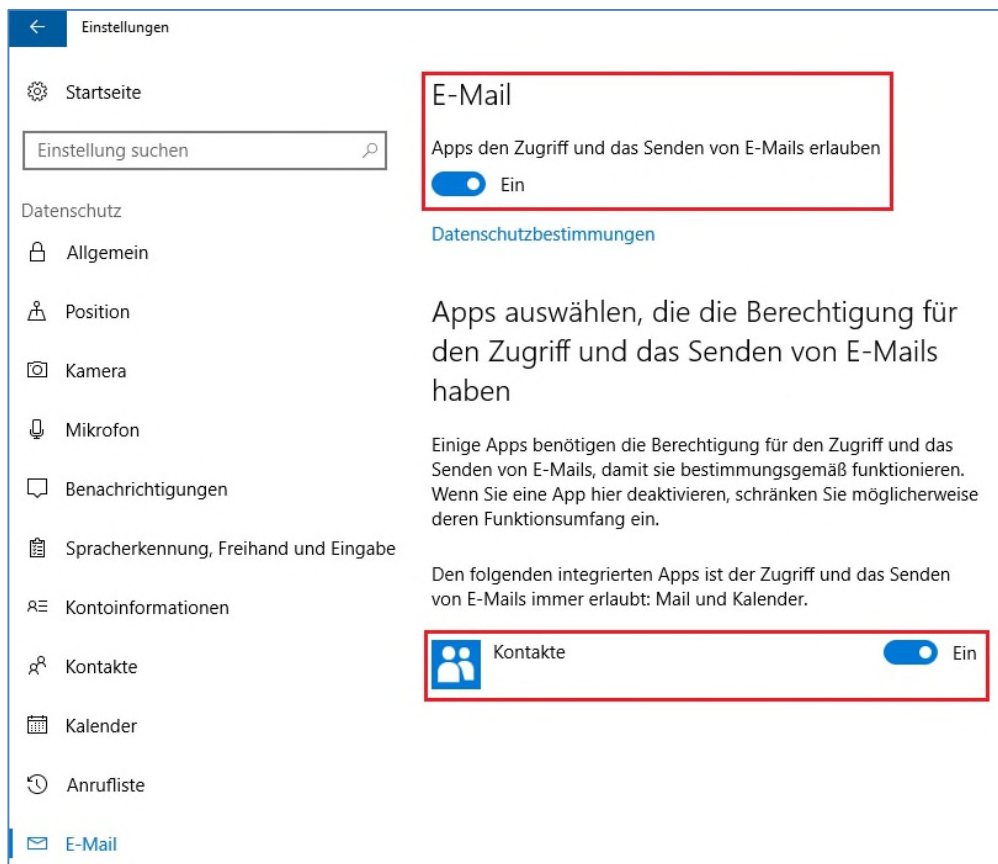 Einstellungen
Startseite
Einstellung suchen
Datenschutz
Allgemein
Position
Kamera
Mikrofon
Benachrichtigungen
Spracherkennung, Freihand und Eingabe
Kontoinformationen
Kontakte
Kalender
Anrufliste
E-Mail
E-Mail
Apps den Zugriff und das Senden von E-Mails erlauben
Ein
Datenschutzbestimmungen
Apps auswählen, die die Berechtigung für
den Zugriff und das Senden von E-Mails
haben
Einige Apps benötigen die Berechtigung für den Zugriff und das
Senden von E-Mails, damit sie bestimmungsgemäß funktionieren.
Wenn Sie eine App hier deaktivieren, schränken Sie möglicherweise
deren Funktionsumfang ein.
Den folgenden integrierten Apps ist der Zugriff und das Senden
von E-Mails immer erlaubt: Mail und Kalender.
Kontakte Ein